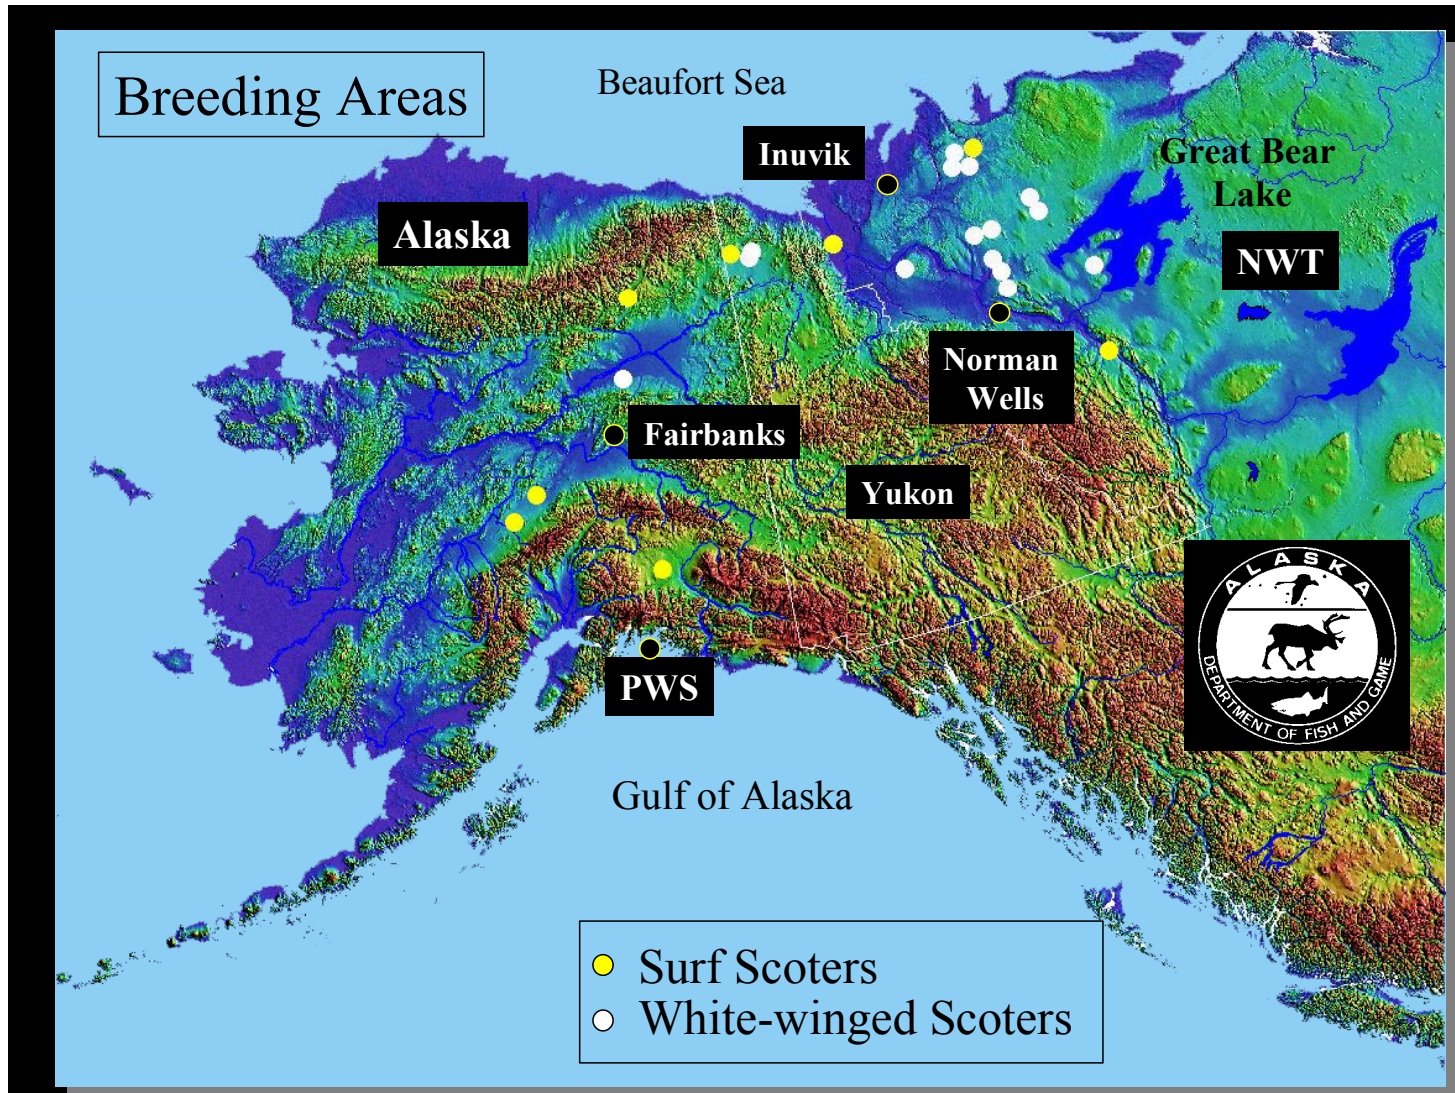 Breeding Areas
Beaufort Sea
Inuvik
Great Bear
Lake
Alaska
NWT
Norman
Wells
Fairbanks
Yukon
ALASKA
DEPARTMENT OF FISH AND GAME
PWS
Gulf of Alaska
Surf Scoters
White-winged Scoters